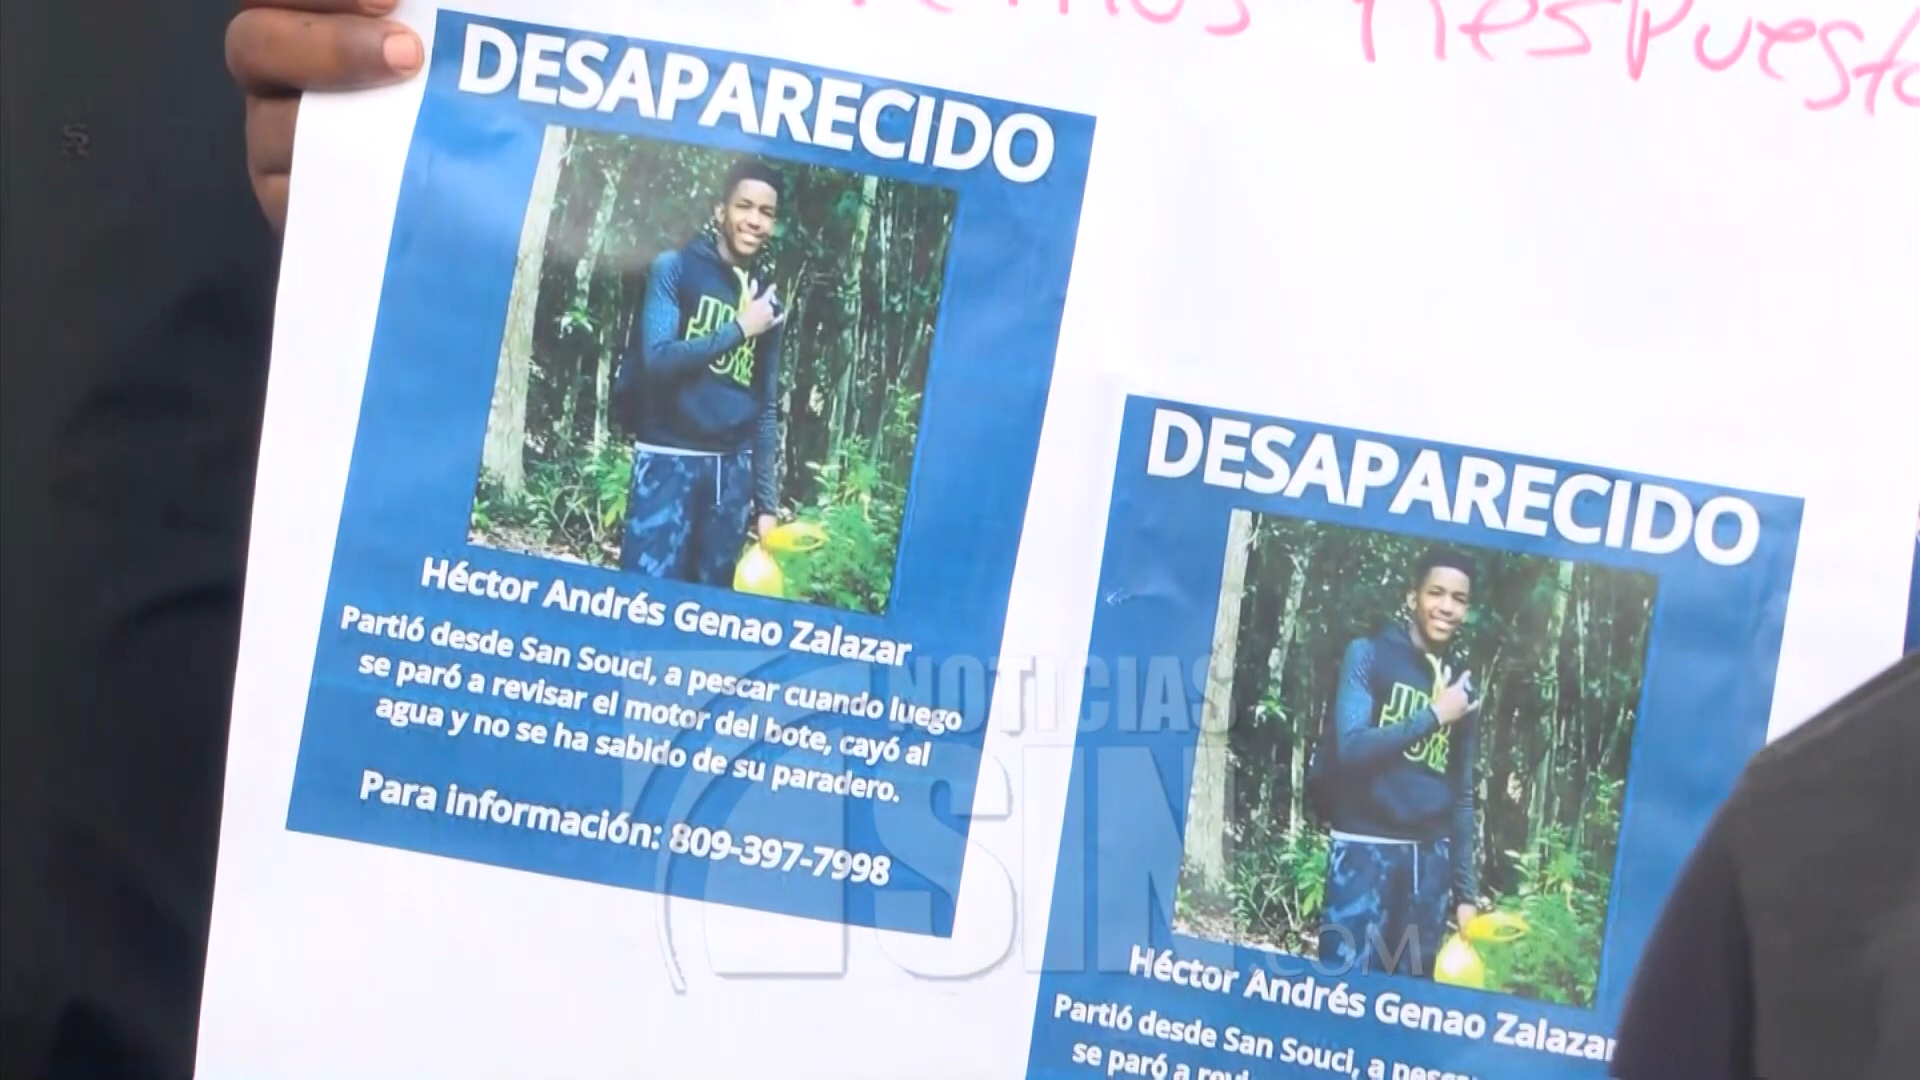 Respuesta
DESAPARECIDO
Héctor Andrés Genao Zalazar
Partió desde San Souci, a pescar cuando luego
se paró a revisar el motor del bote, cayó al
agua y no se ha sabido de su paradero.
Para información: 809-397-7998
DESAPARECIDO
Héctor Andrés Genao Zalazar
Partió desde San Souci, a
se paró a
NOTICIAS
SIN
.COM